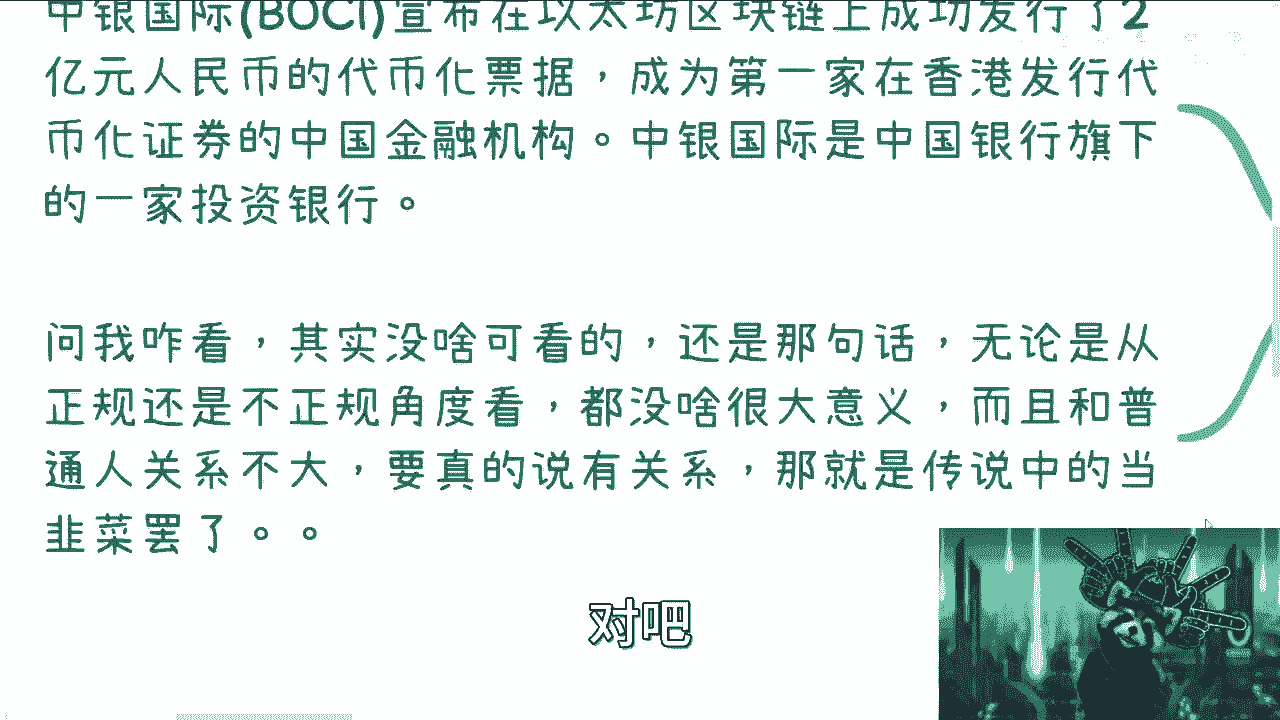 中银国际(BOCI)宣布在以太坊区块链上成功发行了2
亿元人民币的代币化票据，成为第一家在香港发行代
币化证券的中国金融机构。中银国际是中国银行旗下
的一家投资银行。
问我咋看，其实没啥可看的，还是那句话，无论是从
正规还是不正规角度看，都没啥很大意义，而且和普
通人关系不大，要真的说有关系，那就是传说中的当
韭菜罢了。。
对吧